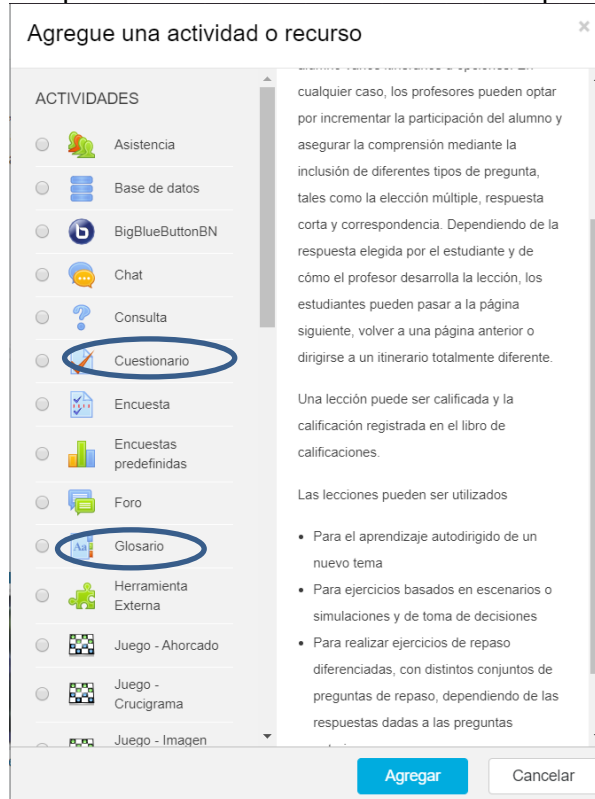 Agregue una actividad o recurso
×
ACTIVIDADES
Asistencia
Base de datos
BigBlueButtonBN
Chat
Consulta
Cuestionario
Encuesta
Encuestas
predefinidas
Foro
Glosario
Herramienta
Externa
Juego - Ahorcado
Juego -
Crucigrama
Juego - Imagen
cualquier caso, los profesores pueden optar
por incrementar la participación del alumno y
asegurar la comprensión mediante la
inclusión de diferentes tipos de pregunta,
tales como la elección múltiple, respuesta
corta y correspondencia. Dependiendo de la
respuesta elegida por el estudiante y de
cómo el profesor desarrolla la lección, los
estudiantes pueden pasar a la página
siguiente, volver a una página anterior o
dirigirse a un itinerario totalmente diferente.
Una lección puede ser calificada y la
calificación registrada en el libro de
calificaciones.
Las lecciones pueden ser utilizados
• Para el aprendizaje autodirigido de un
nuevo tema
• Para ejercicios basados en escenarios o
simulaciones y de toma de decisiones
• Para realizar ejercicios de repaso
diferenciadas, con distintos conjuntos de
preguntas de repaso, dependiendo de las
respuestas dadas a las preguntas
Agregar
Cancelar